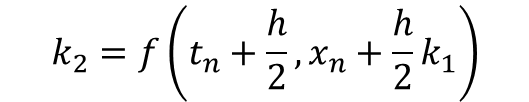 k₂ = f(tₙ + h/2, xₙ + h/2 k₁)